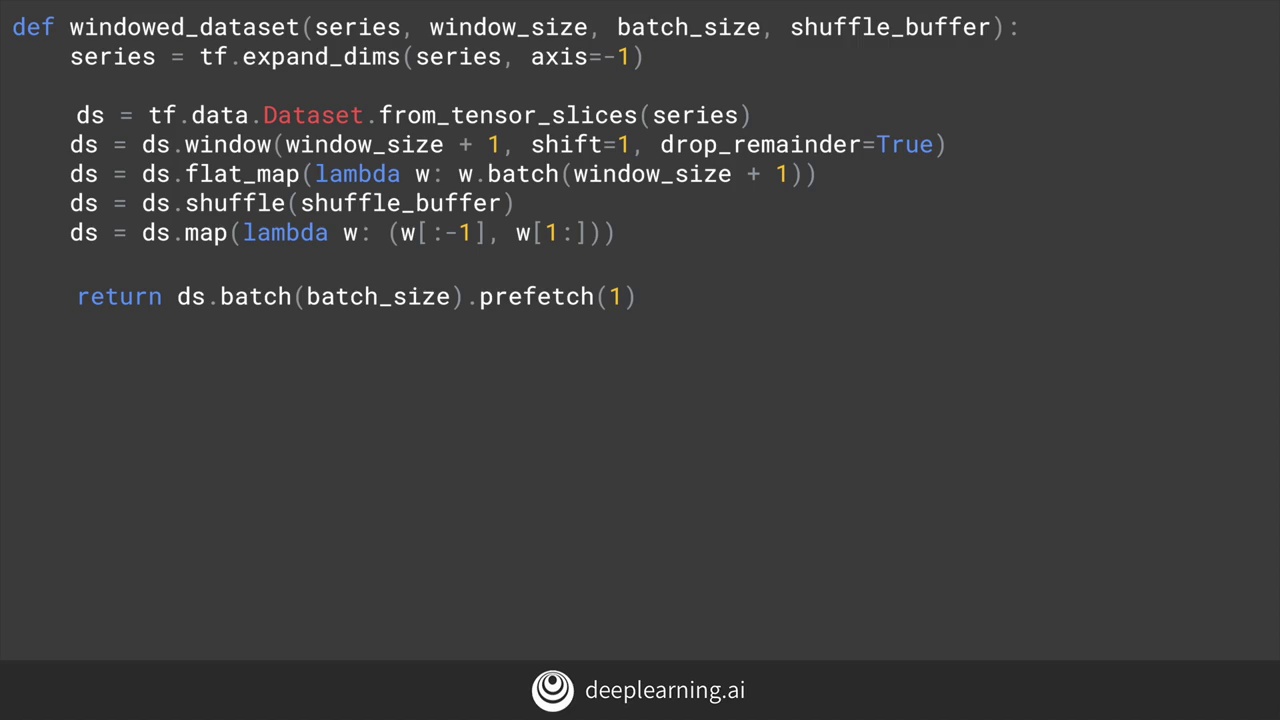 def windowed_dataset(series, window_size, batch_size, shuffle_buffer):
    series = tf.expand_dims(series, axis=-1)
    ds = tf.data.Dataset.from_tensor_slices(series)
    ds = ds.window(window_size + 1, shift=1, drop_remainder=True)
    ds = ds.flat_map(lambda w: w.batch(window_size + 1))
    ds = ds.shuffle(shuffle_buffer)
    ds = ds.map(lambda w: (w[:-1], w[1:]))
    return ds.batch(batch_size).prefetch(1)
deeplearning.ai